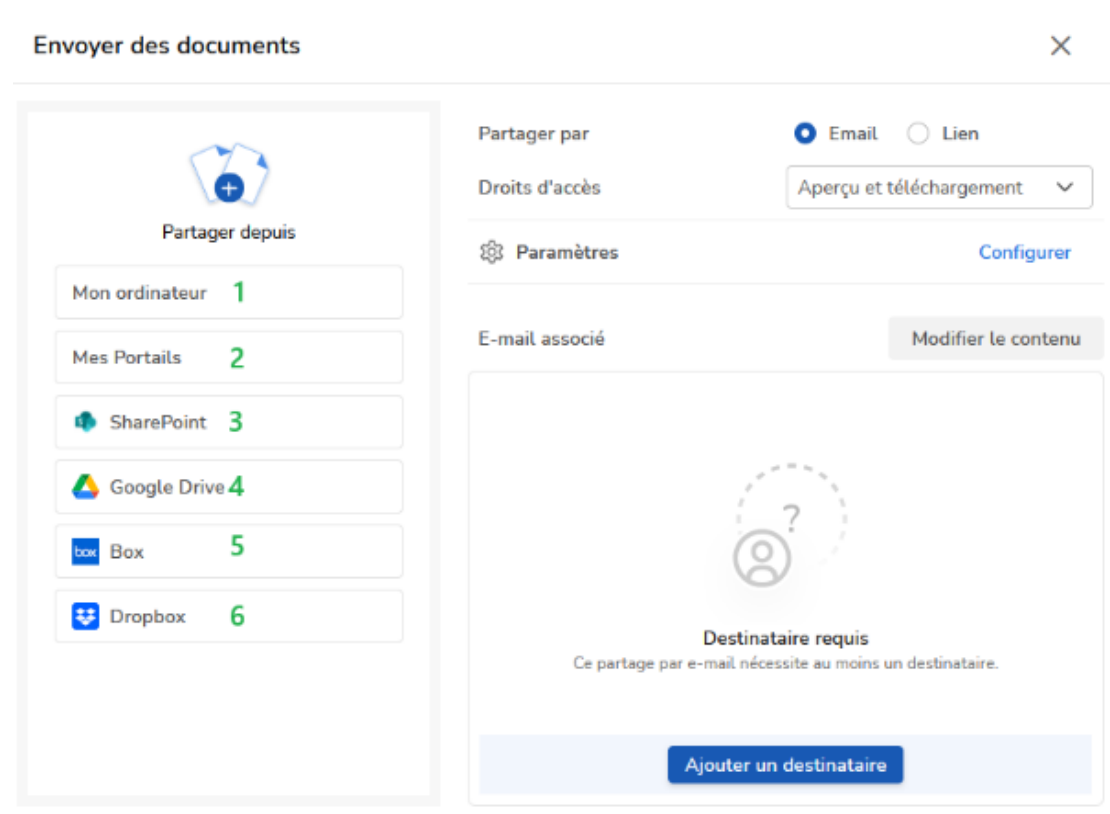 Envoyer des documents
Partager depuis
Mon ordinateur 1
Mes Portails 2
SharePoint 3
Google Drive 4
box Box 5
Dropbox 6
Partager par Email Lien
Droits d'accès Aperçu et téléchargement
Paramètres Configurer
E-mail associé Modifier le contenu
?
Destinataire requis
Ce partage par e-mail nécessite au moins un destinataire.
Ajouter un destinataire